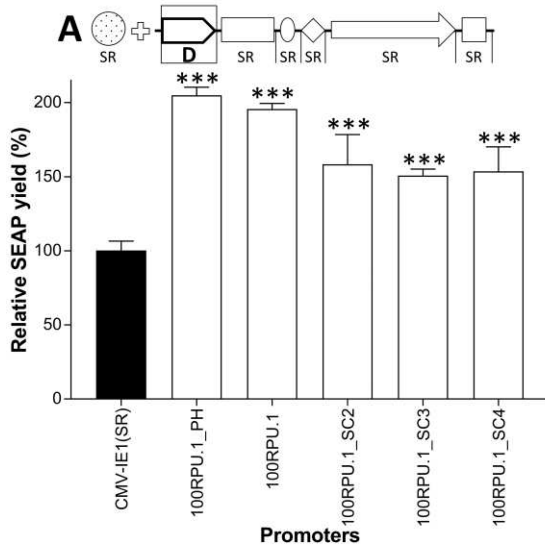 A
SR
D
SR
SR
SR
SR
SR
Relative SEAP yield (%)
200
150
100
50
0
***
***
***
***
***
CMV-IE1(SR)
100RPU.1_PH
100RPU.1
100RPU.1_SC2
100RPU.1_SC3
100RPU.1_SC4
Promoters